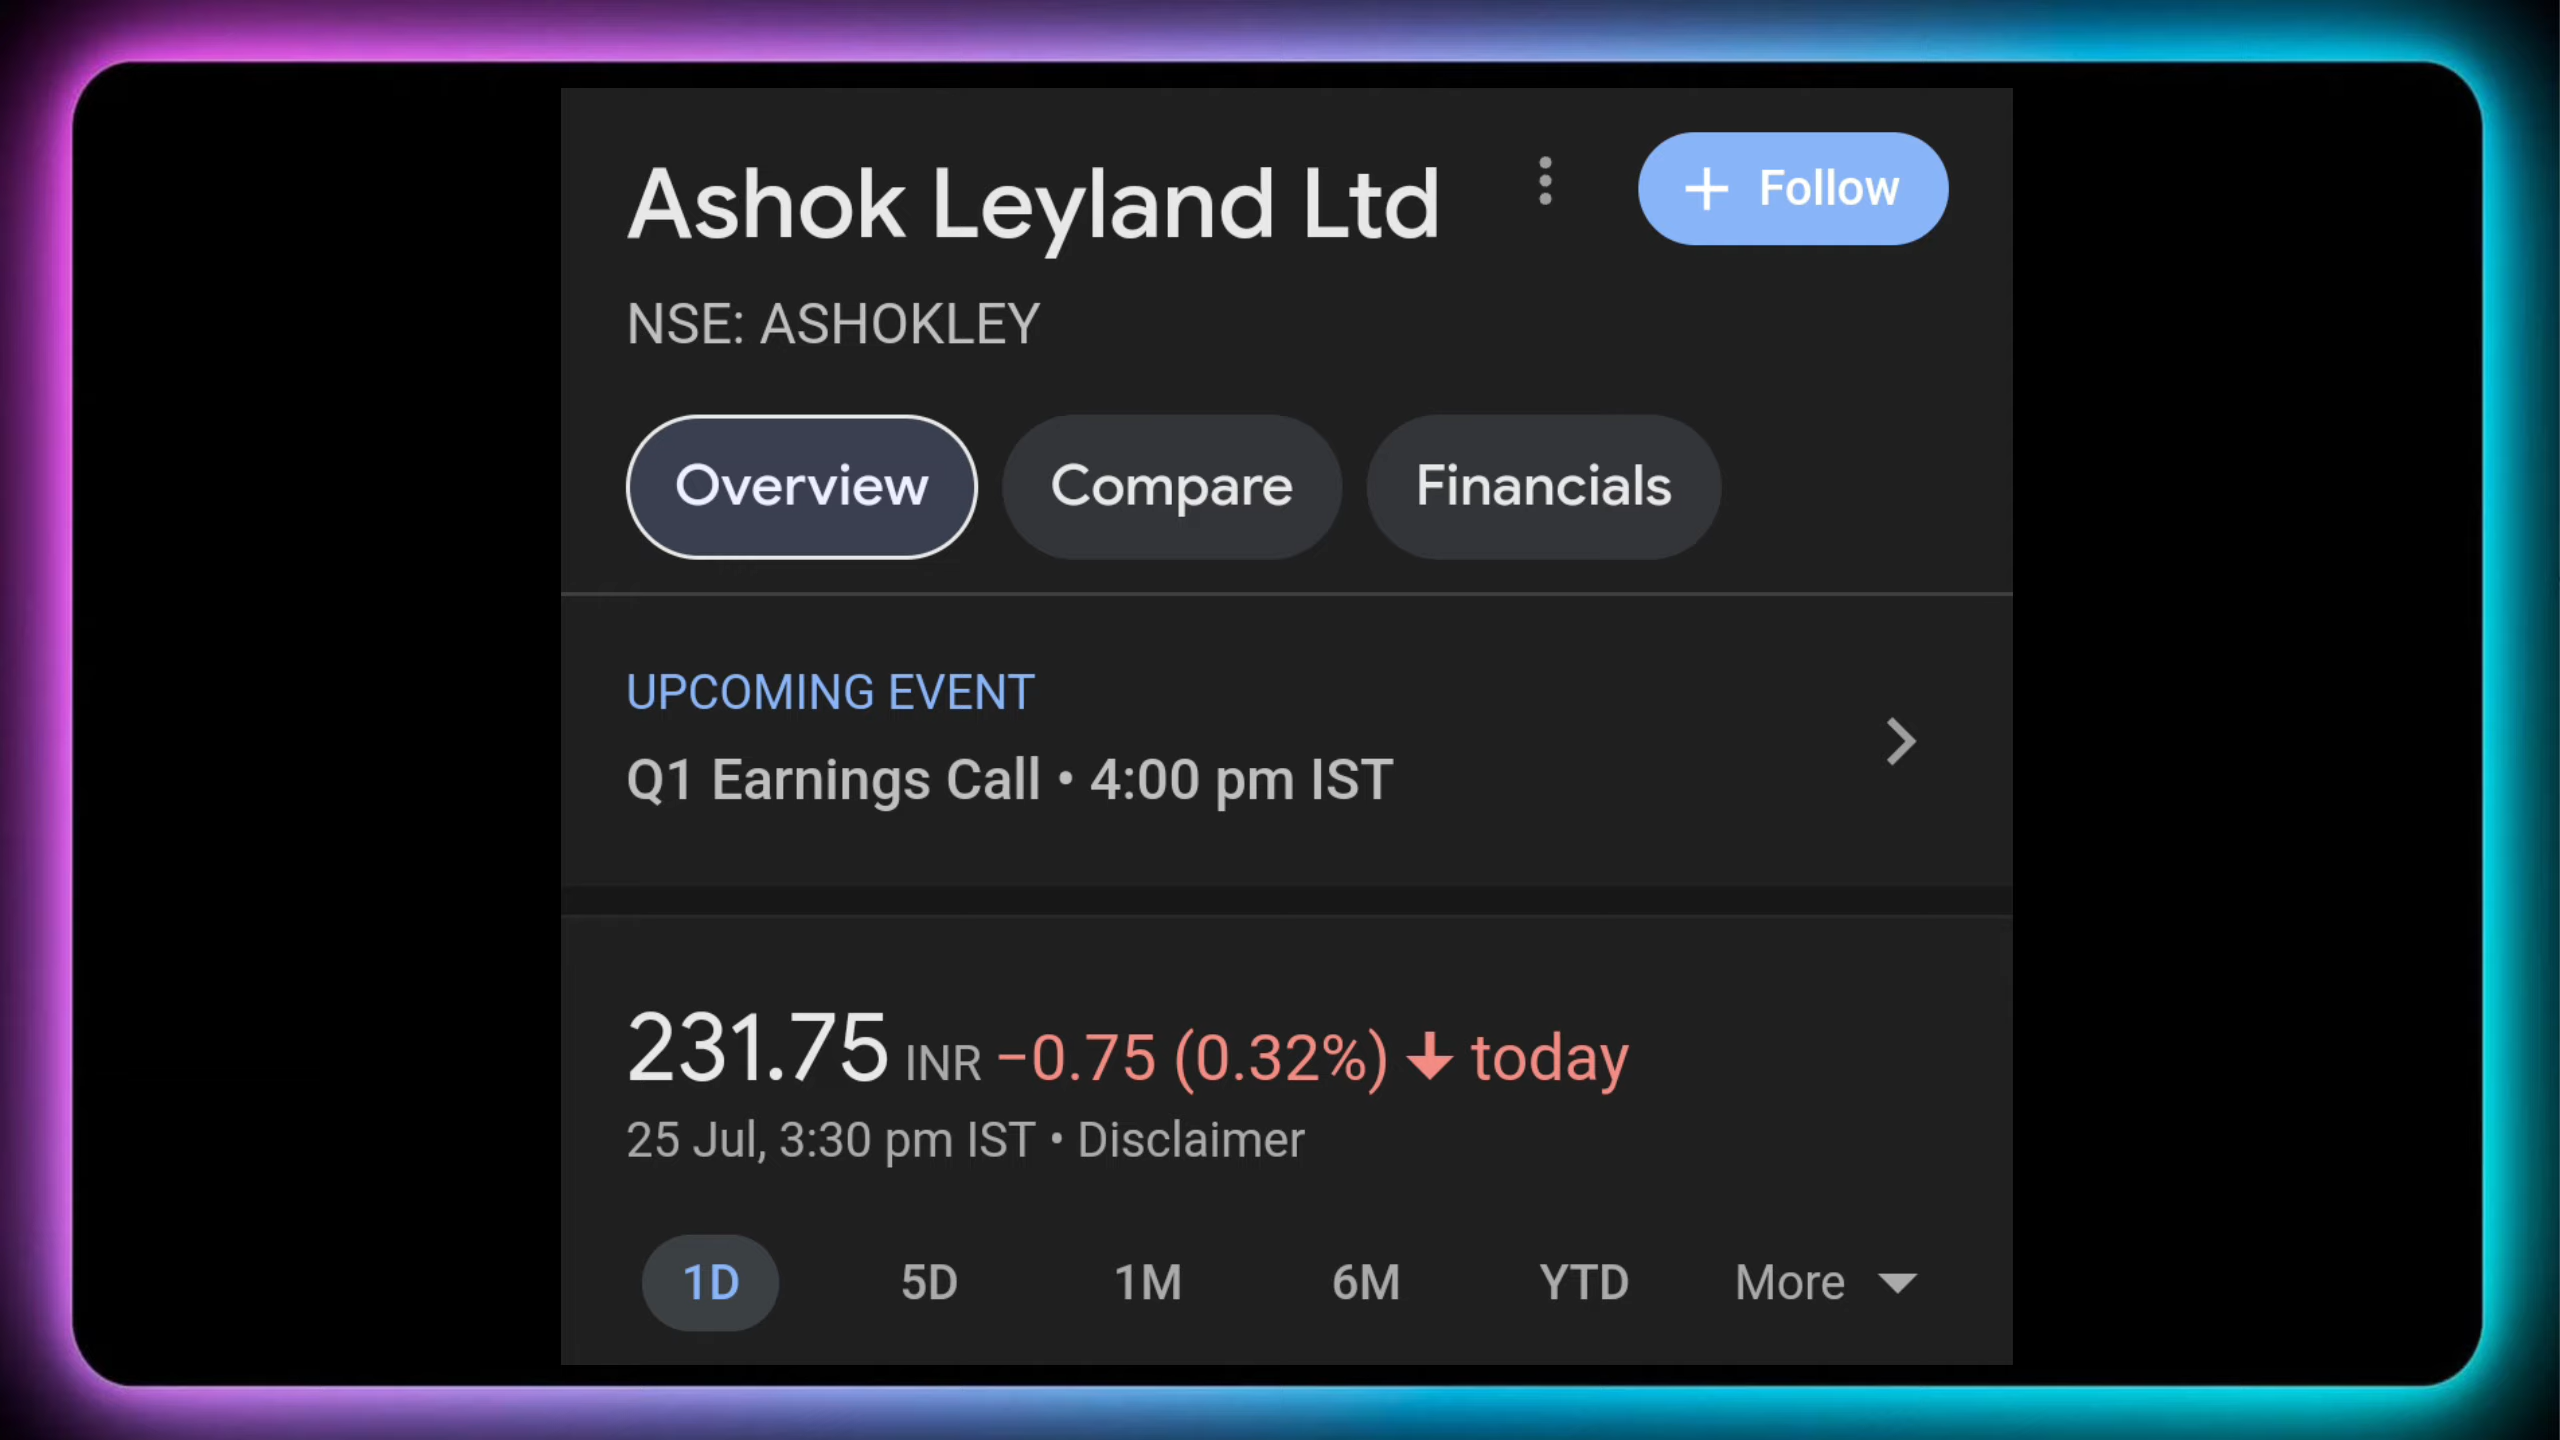 Ashok Leyland Ltd
+ Follow
NSE: ASHOKLEY
Overview Compare Financials
UPCOMING EVENT
Q1 Earnings Call • 4:00 pm IST
231.75 INR −0.75 (0.32%) ↓ today
25 Jul, 3:30 pm IST • Disclaimer
1D 5D 1M 6M YTD More